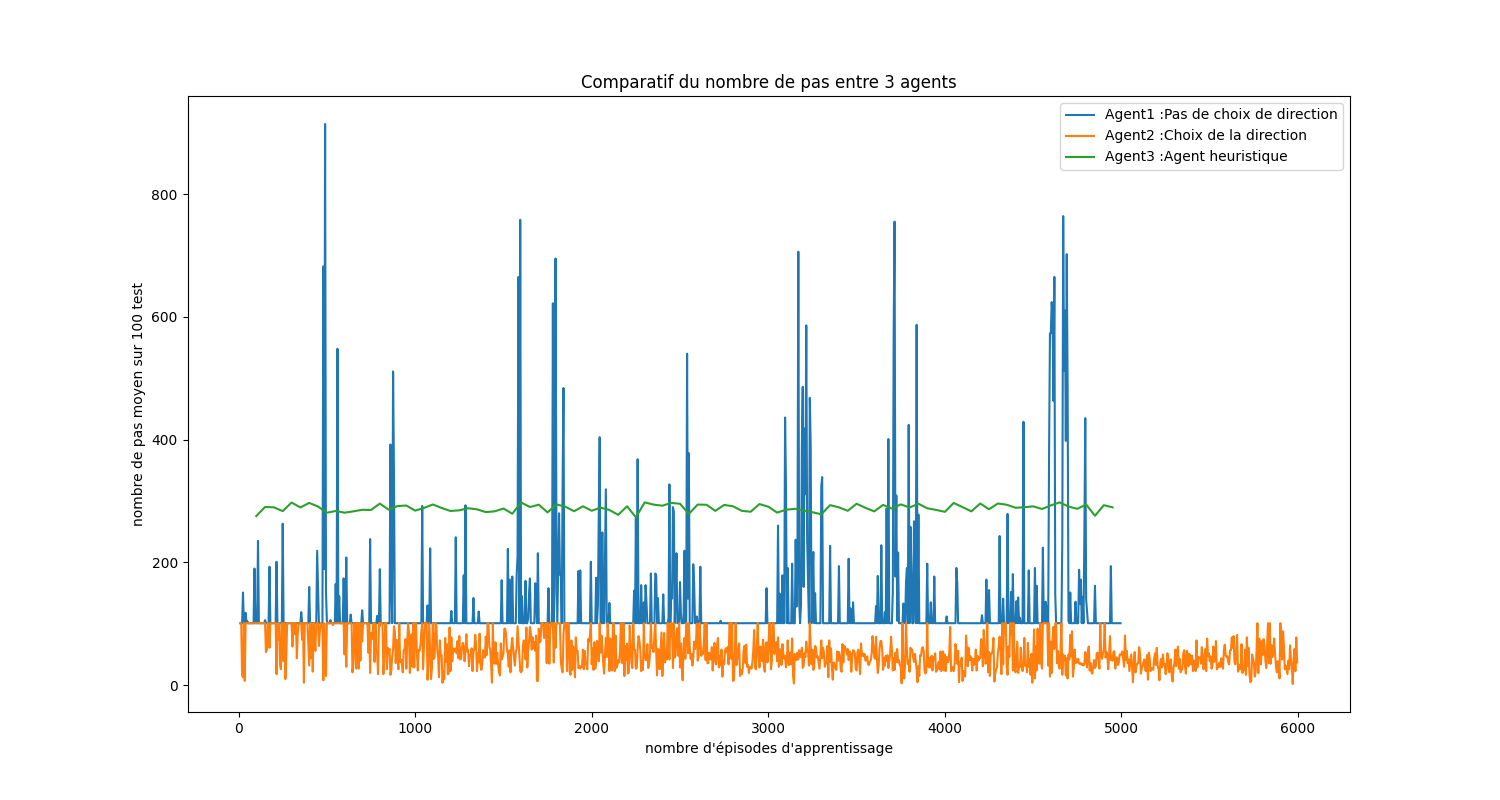 Comparatif du nombre de pas entre 3 agents
Agent1 :Pas de choix de direction
Agent2 :Choix de la direction
Agent3 :Agent heuristique
nombre de pas moyen sur 100 test
800
600
400
200
0
0 1000 2000 3000 4000 5000 6000
nombre d'épisodes d'apprentissage